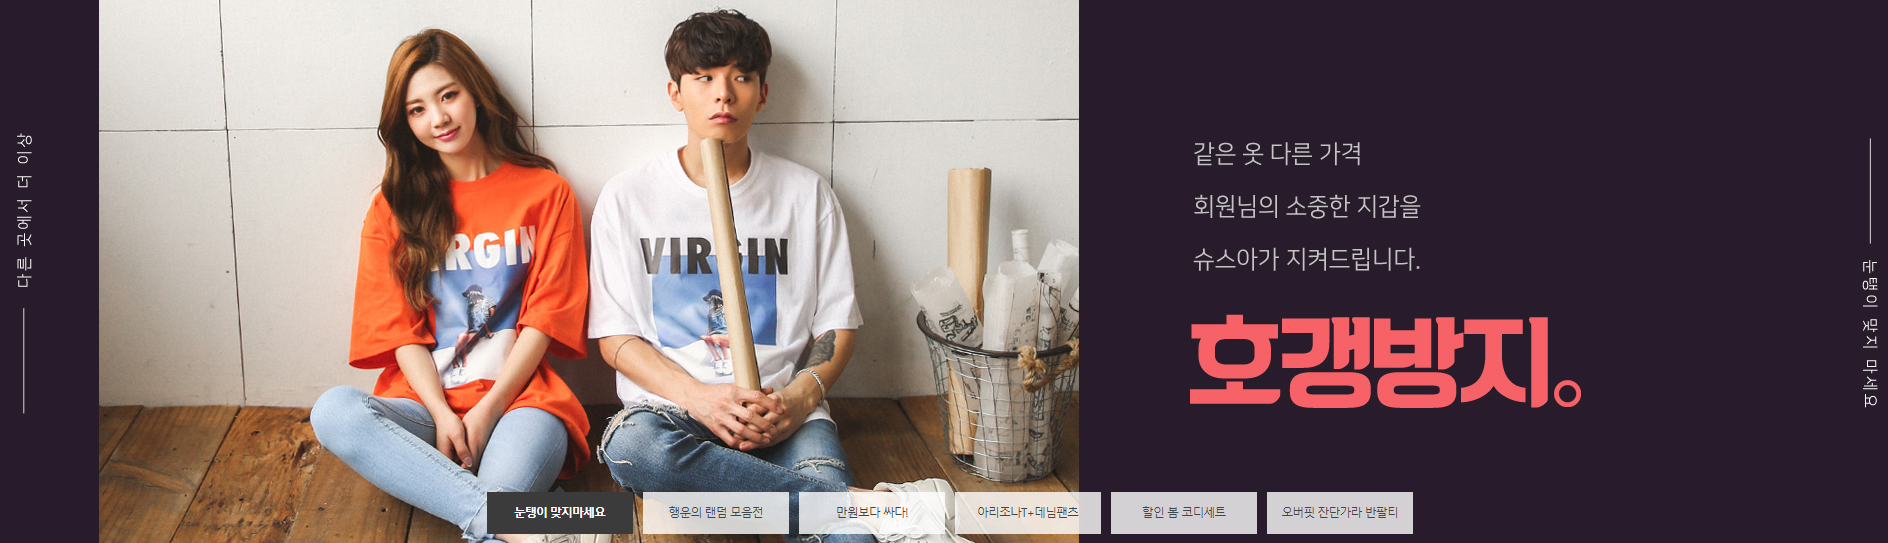 다른 곳에서 더 이상
VIRGIN
같은 옷 다른 가격
회원님의 소중한 지갑을
슈스아가 지켜드립니다.
호갱방지。
눈탱이 맞지 마세요
눈탱이 맞지마세요
행운의 랜덤 모음전
만원보다 싸다!
아리조나T+데님팬츠
할인 봄 코디세트
오버핏 잔단가라 반팔티